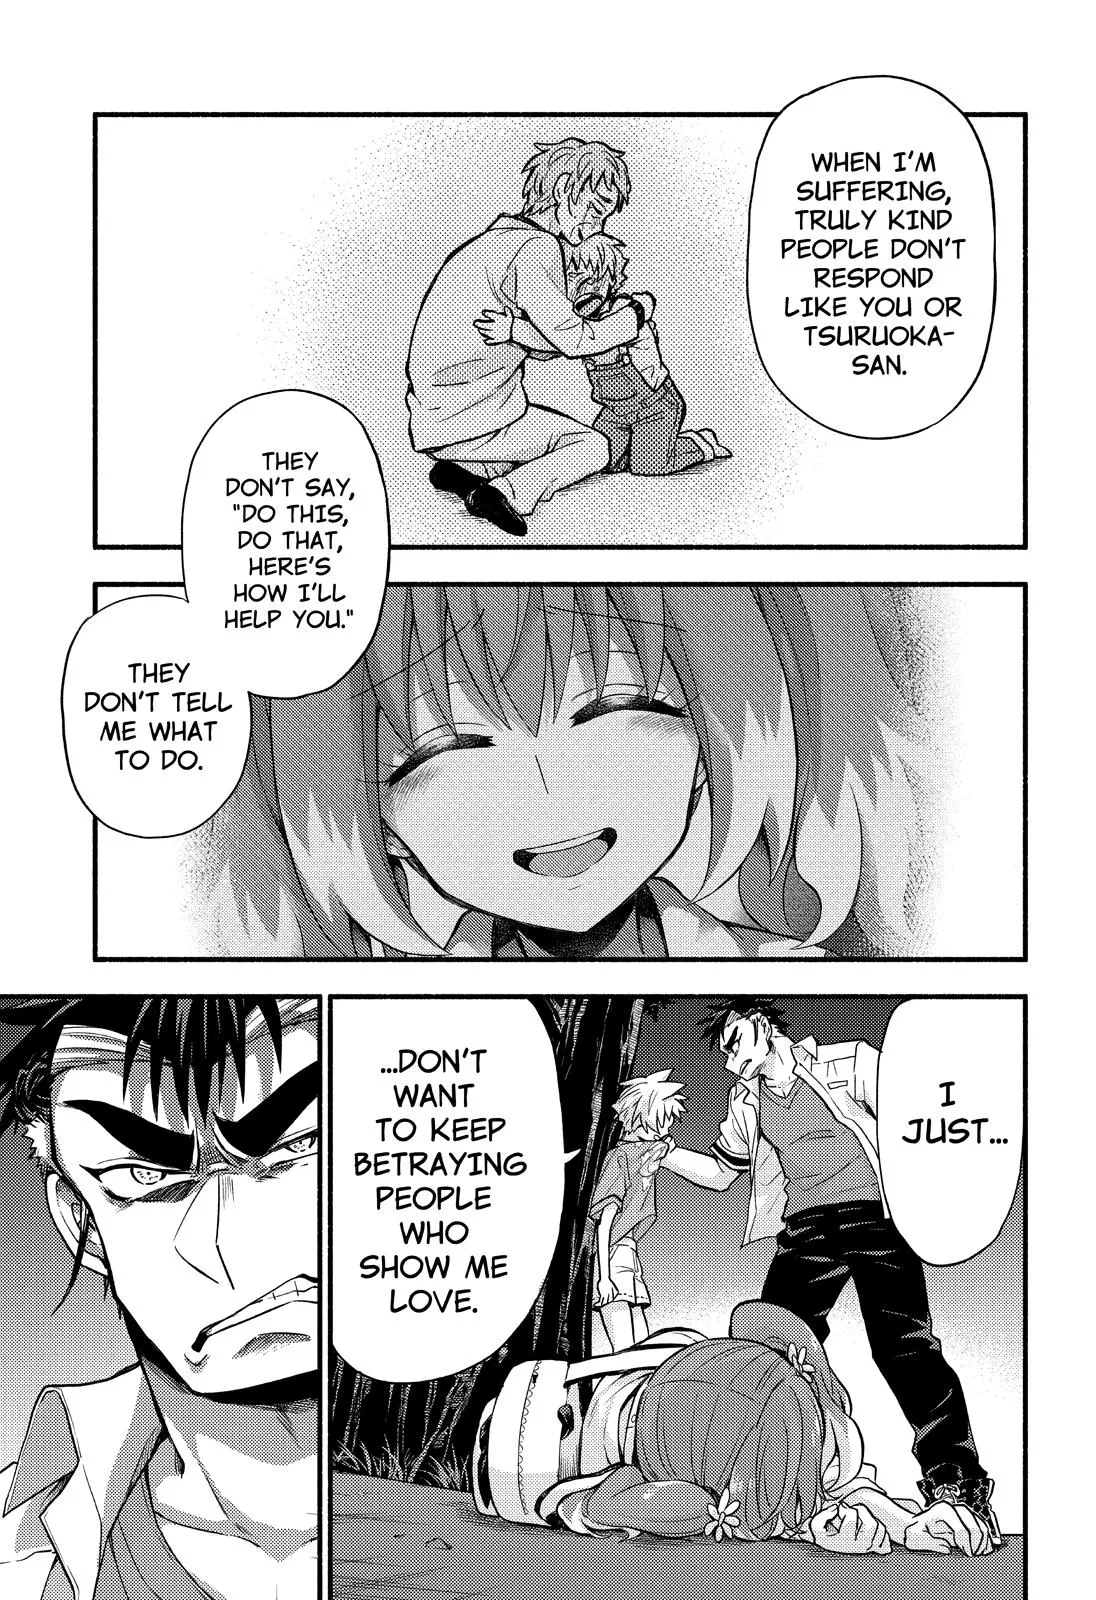 WHEN I'M
SUFFERING,
TRULY KIND
PEOPLE DON'T
RESPOND
LIKE YOU OR
TSURUOKA-
SAN.
THEY
DON'T SAY,
"DO THIS,
DO THAT,
HERE'S
HOW I'LL
HELP YOU."
THEY
DON'T TELL
ME WHAT
TO DO.
I
JUST...
...DON'T
WANT
TO KEEP
BETRAYING
PEOPLE
WHO
SHOW ME
LOVE.